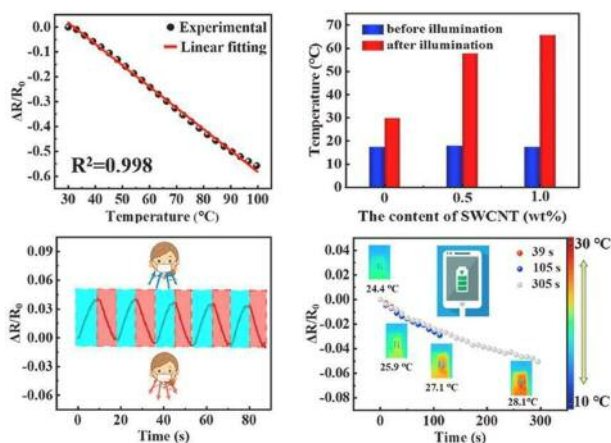 0.0
-0.1
-0.2
-0.3
-0.4
-0.5
-0.6
ΔR/R₀
Experimental
Linear fitting
R²=0.998
30 40 50 60 70 80 90 100
Temperature (°C)
70
60
50
40
30
20
10
0
Temperature (°C)
before illumination
after illumination
0 0.5 1.0
The content of SWCNT (wt%)
0.09
0.06
0.03
0.00
-0.03
-0.06
ΔR/R₀
0 20 40 60 80
Time (s)
0.04
0.02
0.00
-0.02
-0.04
-0.06
-0.08
ΔR/R₀
39 s
105 s
305 s
24.4 °C
25.9 °C
27.1 °C
28.1 °C
0 100 200 300
Time (s)
30 °C
10 °C